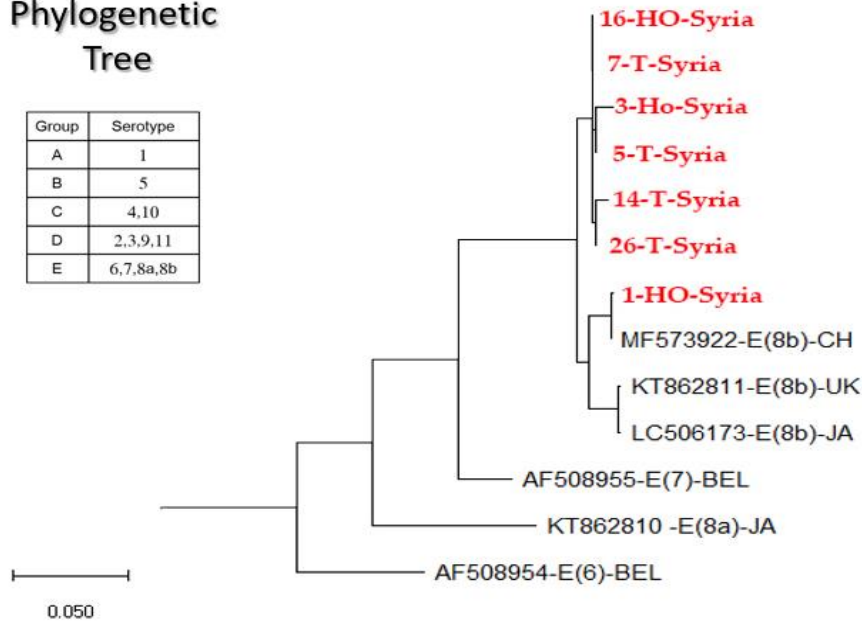 Phylogenetic
Tree
Group Serotype
A 1
B 5
C 4,10
D 2,3,9,11
E 6,7,8a,8b
16-HO-Syria
7-T-Syria
3-Ho-Syria
5-T-Syria
14-T-Syria
26-T-Syria
1-HO-Syria
MF573922-E(8b)-CH
KT862811-E(8b)-UK
LC506173-E(8b)-JA
AF508955-E(7)-BEL
KT862810 -E(8a)-JA
AF508954-E(6)-BEL
0.050